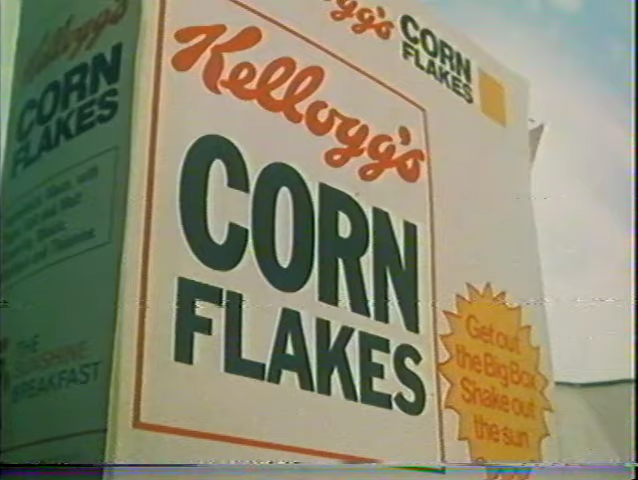 Kellogg's
CORN
FLAKES
Kellogg's
CORN
FLAKES
THE
SUNSHINE
BREAKFAST
Kellogg's
CORN
FLAKES
Get out
the Big Box
Shake out
the sun